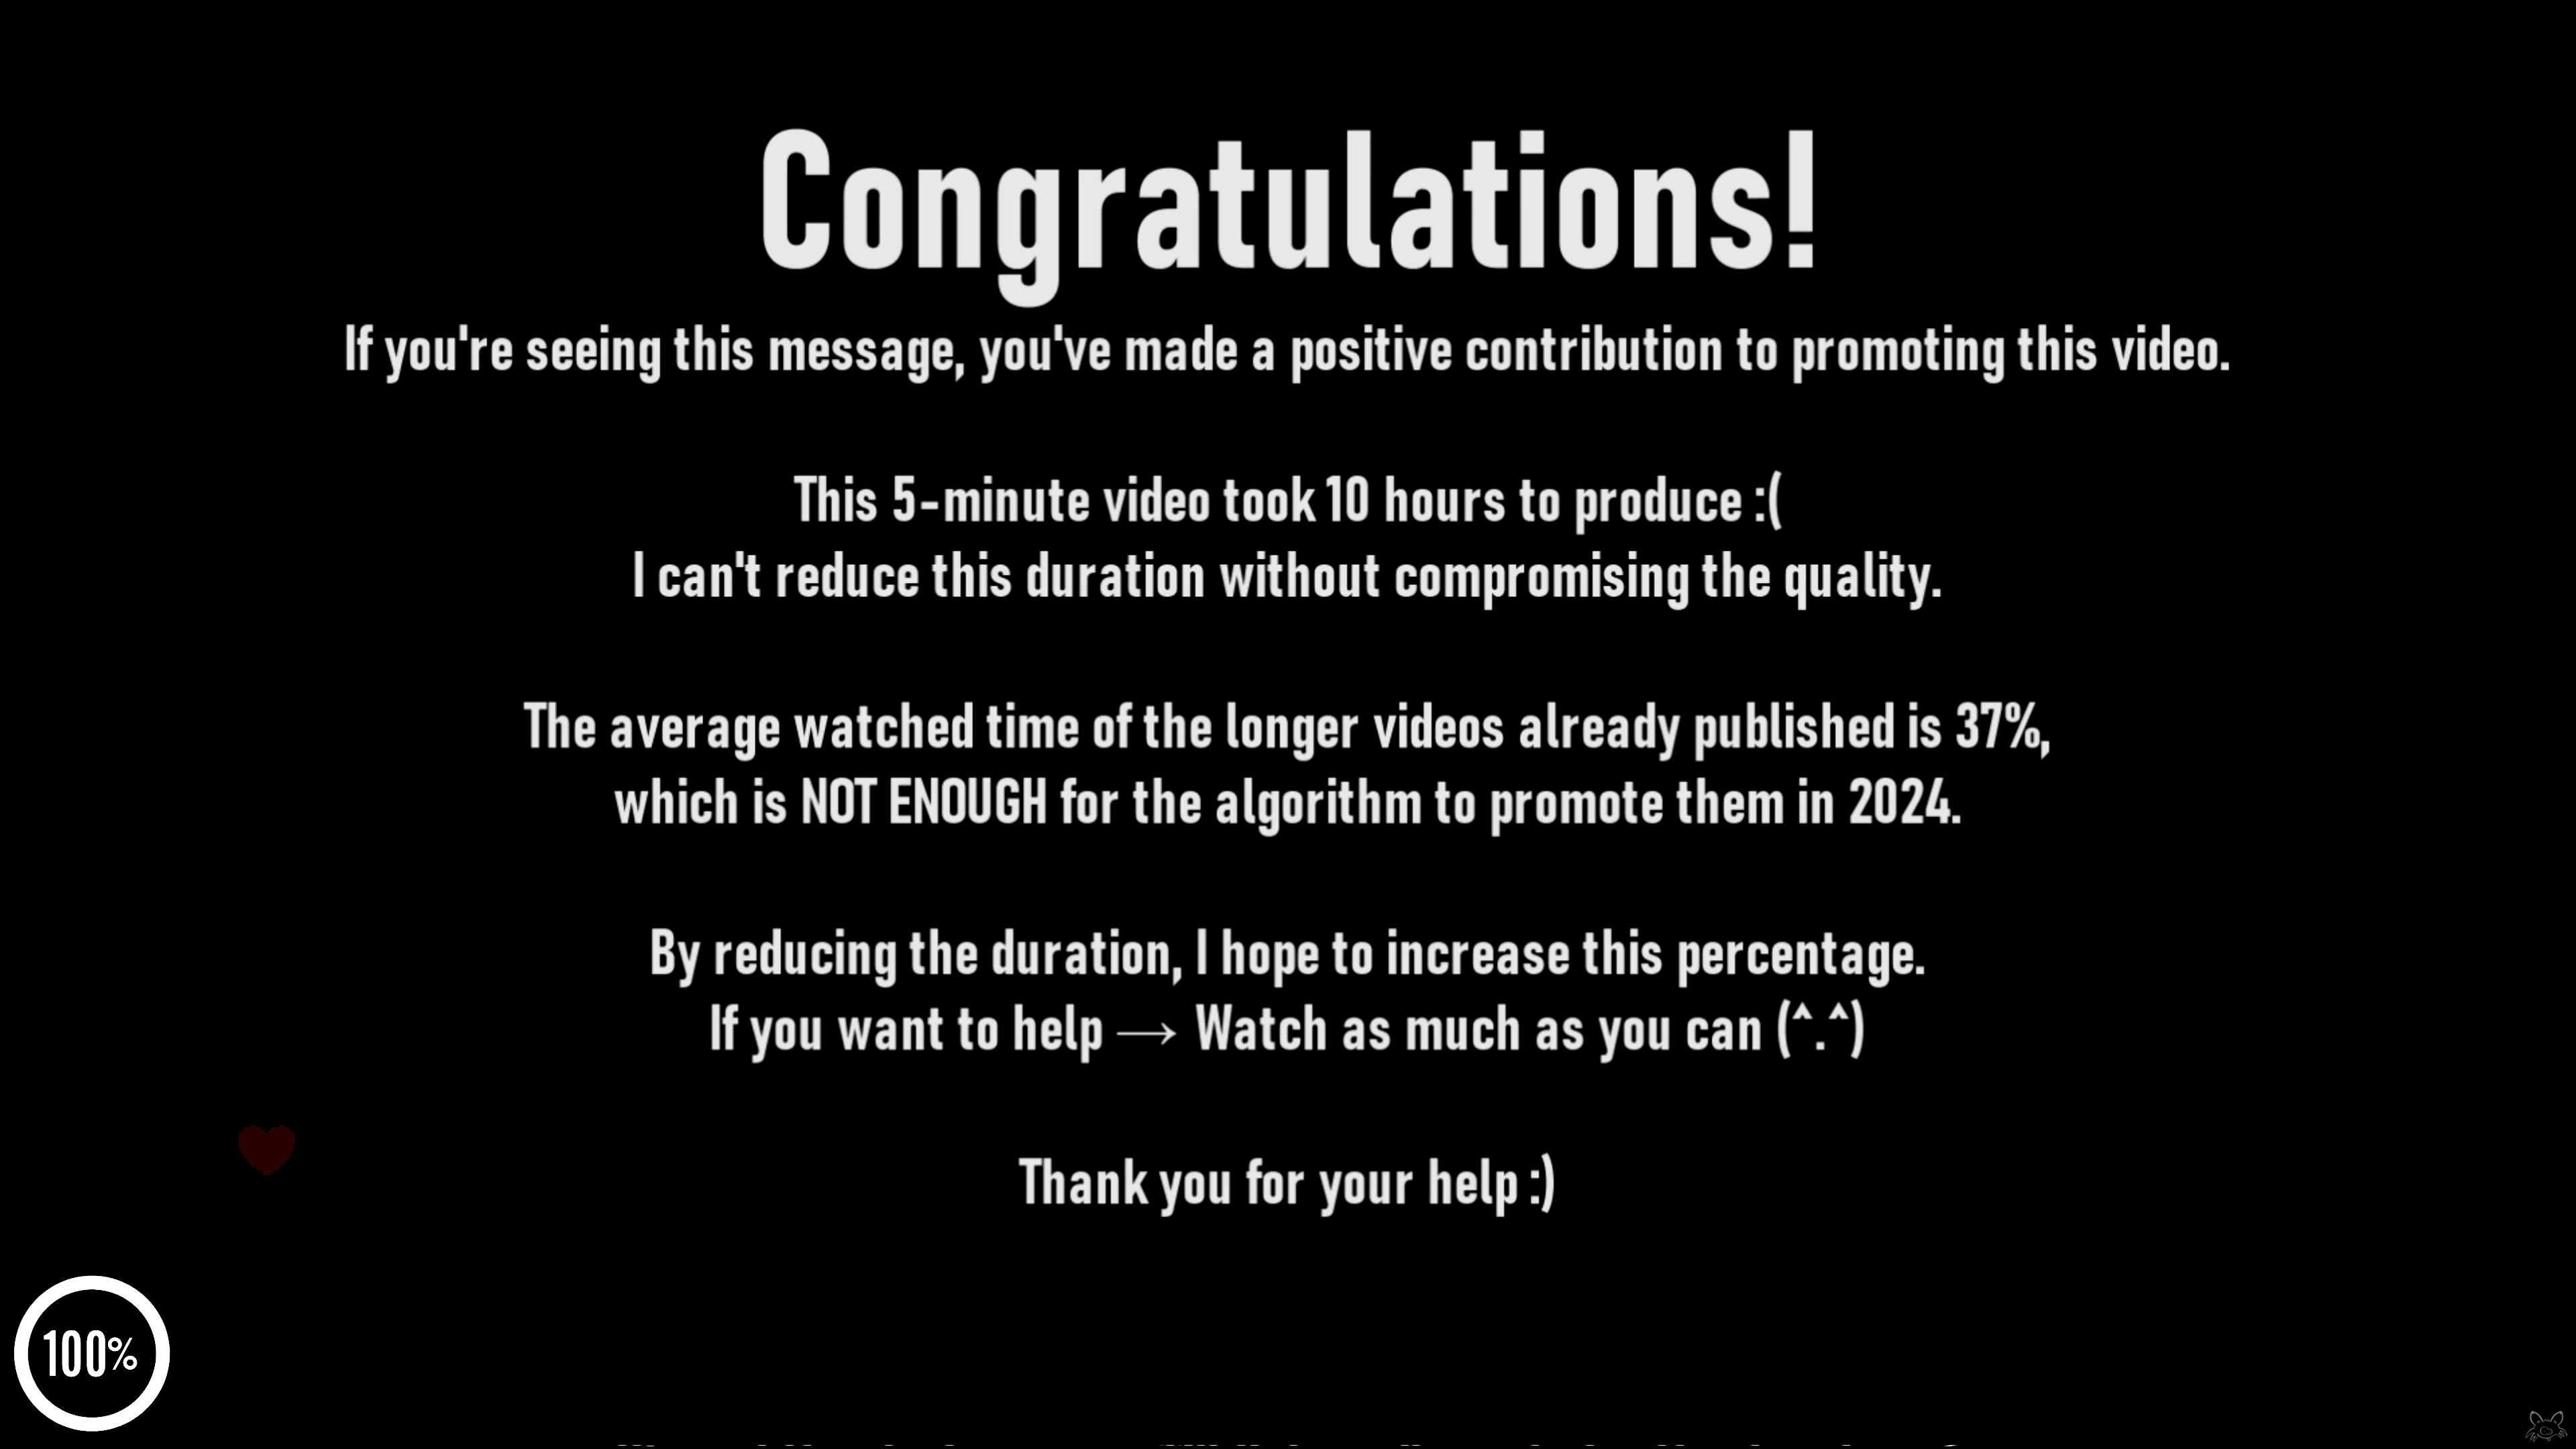 Congratulations!
If you're seeing this message, you've made a positive contribution to promoting this video.
This 5-minute video took 10 hours to produce :(
I can't reduce this duration without compromising the quality.
The average watched time of the longer videos already published is 37%,
which is NOT ENOUGH for the algorithm to promote them in 2024.
By reducing the duration, I hope to increase this percentage.
If you want to help → Watch as much as you can (^.^)
Thank you for your help :)
100%